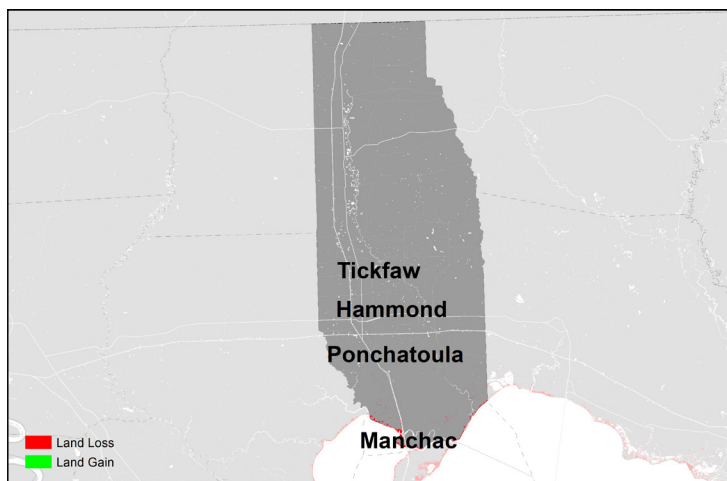 Tickfaw
Hammond
Ponchatoula
Manchac
Land Loss
Land Gain